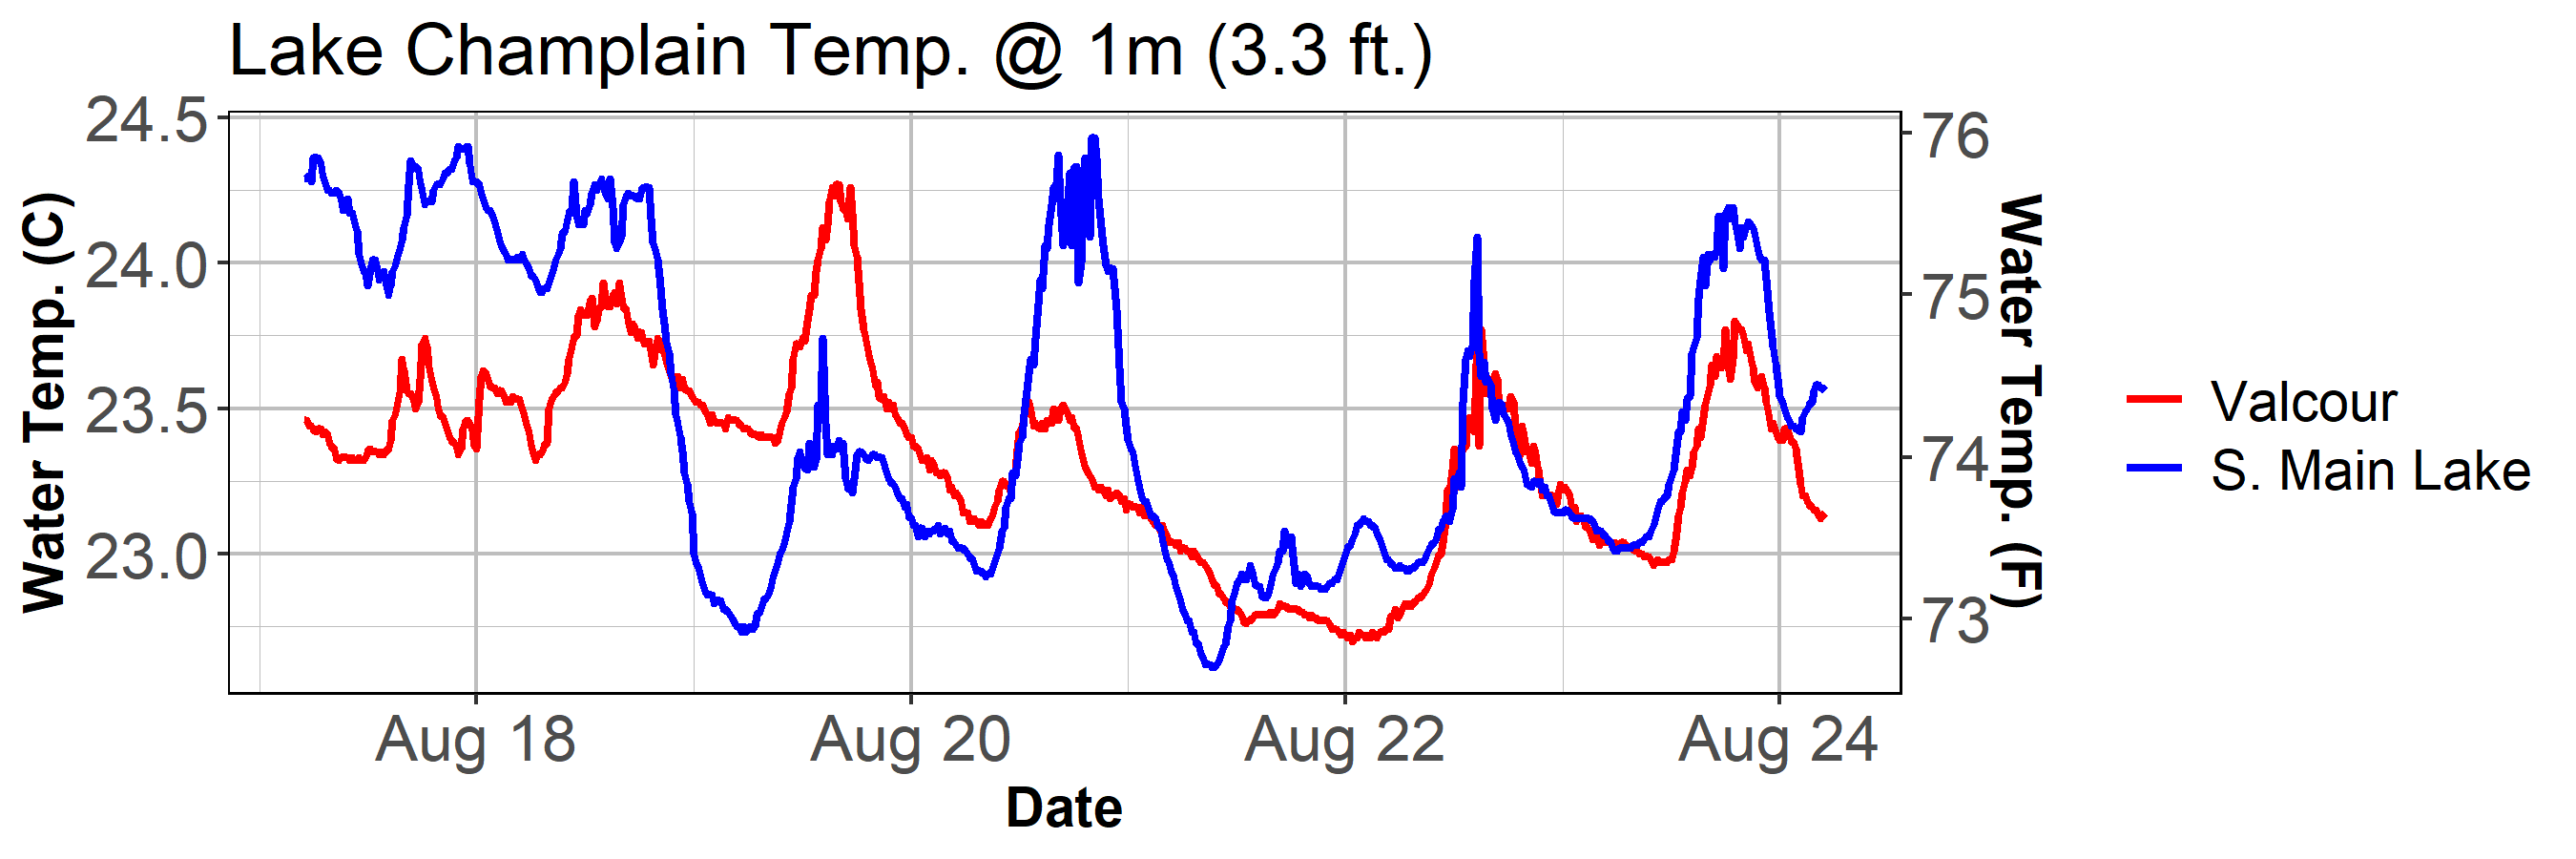 Lake Champlain Temp. @ 1m (3.3 ft.)
Water Temp. (C)
24.5
24.0
23.5
23.0
76
75
74
73
Water Temp. (F)
Aug 18
Aug 20
Aug 22
Aug 24
Date
Valcour
S. Main Lake